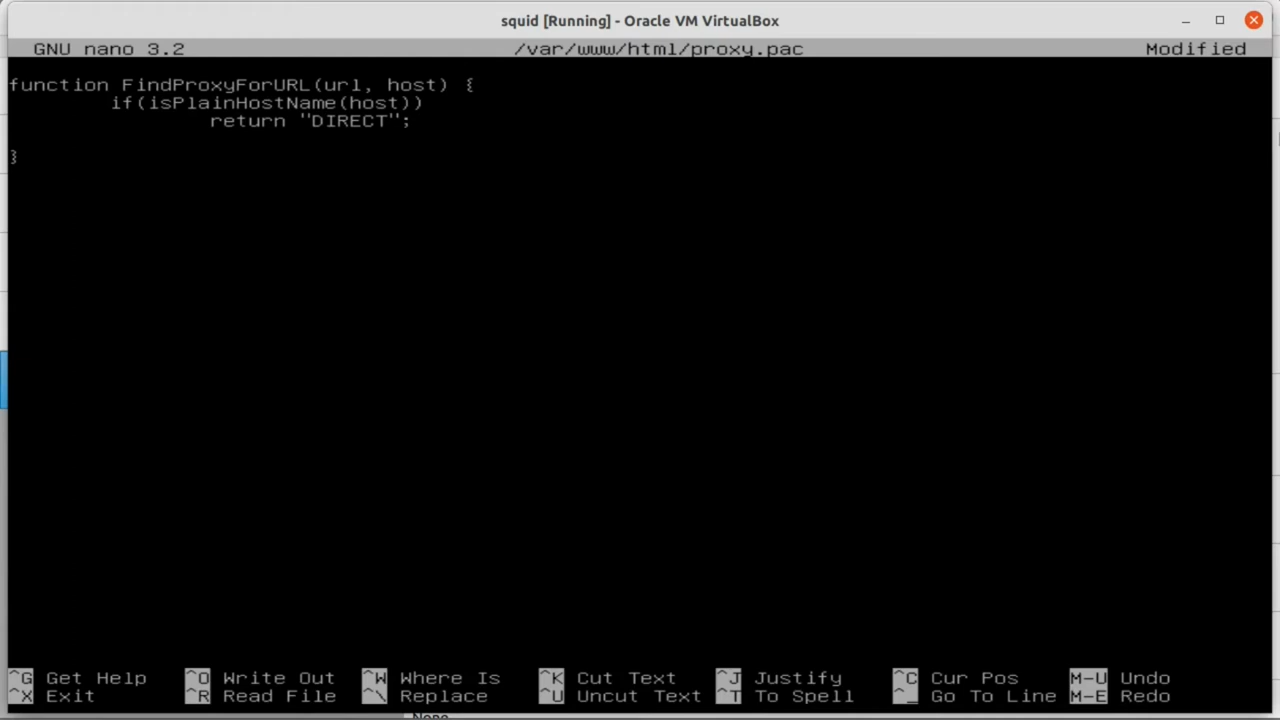 squid [Running] - Oracle VM VirtualBox
GNU nano 3.2 /var/www/html/proxy.pac Modified
function FindProxyForURL(url, host) {
if(isPlainHostName(host))
return "DIRECT";
}
^G Get Help ^O Write Out ^W Where Is ^K Cut Text ^J Justify ^C Cur Pos M-U Undo
^X Exit ^R Read File ^\ Replace ^U Uncut Text ^T To Spell ^_ Go To Line M-E Redo
None